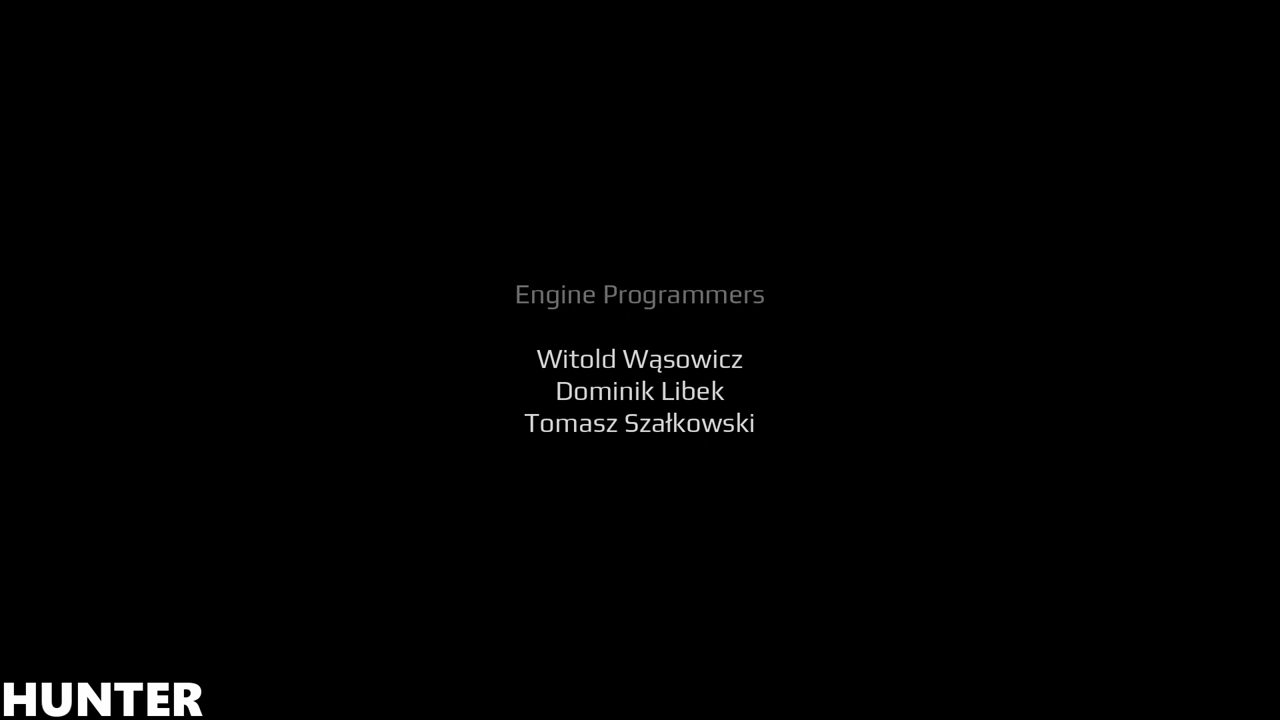 Engine Programmers
Witold Wąsowicz
Dominik Libek
Tomasz Szałkowski
HUNTER